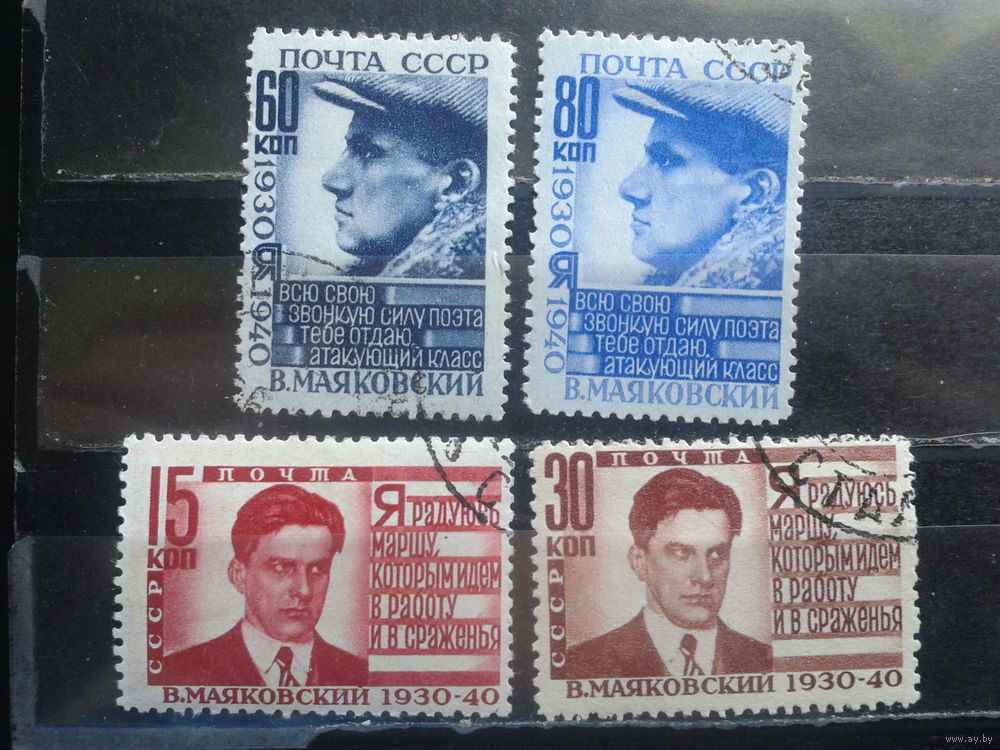 ПОЧТА СССР
60
КОП
1930 1940
ВСЮ СВОЮ
ЗВОНКУЮ СИЛУ ПОЭТА
ТЕБЕ ОТДАЮ,
АТАКУЮЩИЙ КЛАСС
В.МАЯКОВСКИЙ
ПОЧТА СССР
80
КОП
1930 1940
ВСЮ СВОЮ
ЗВОНКУЮ СИЛУ ПОЭТА
ТЕБЕ ОТДАЮ,
АТАКУЮЩИЙ КЛАСС
В.МАЯКОВСКИЙ
ПОЧТА
15
КОП
СССР
Я РАДУЮСЬ
МАРШУ,
КОТОРЫМ ИДЕМ
В РАБОТУ
И В СРАЖЕНЬЯ
В.МАЯКОВСКИЙ 1930-40
ПОЧТА
30
КОП
СССР
Я РАДУЮСЬ
МАРШУ,
КОТОРЫМ ИДЕМ
В РАБОТУ
И В СРАЖЕНЬЯ
В.МАЯКОВСКИЙ 1930-40
www.ay.by